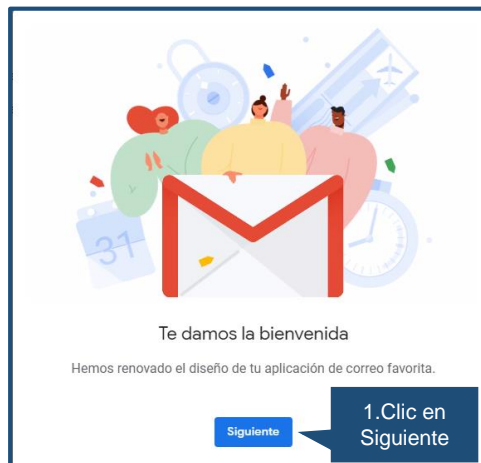 31
Te damos la bienvenida
Hemos renovado el diseño de tu aplicación de correo favorita.
Siguiente
1.Clic en
Siguiente